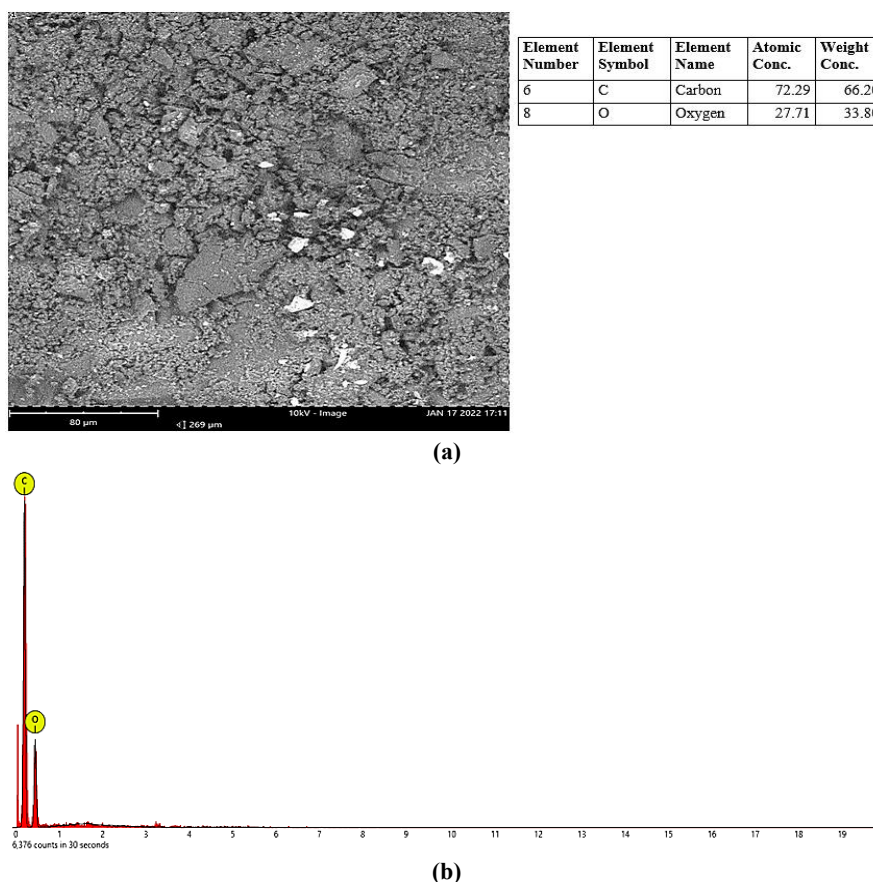 Element Number Element Symbol Element Name Atomic Conc. Weight Conc.
6 C Carbon 72.29 66.20
8 O Oxygen 27.71 33.80
80 µm
269 µm
10kV - Image
JAN 17 2022 17:11
(a)
C
O
0 1 2 3 4 5 6 7 8 9 10 11 12 13 14 15 16 17 18 19
6,376 counts in 30 seconds
(b)